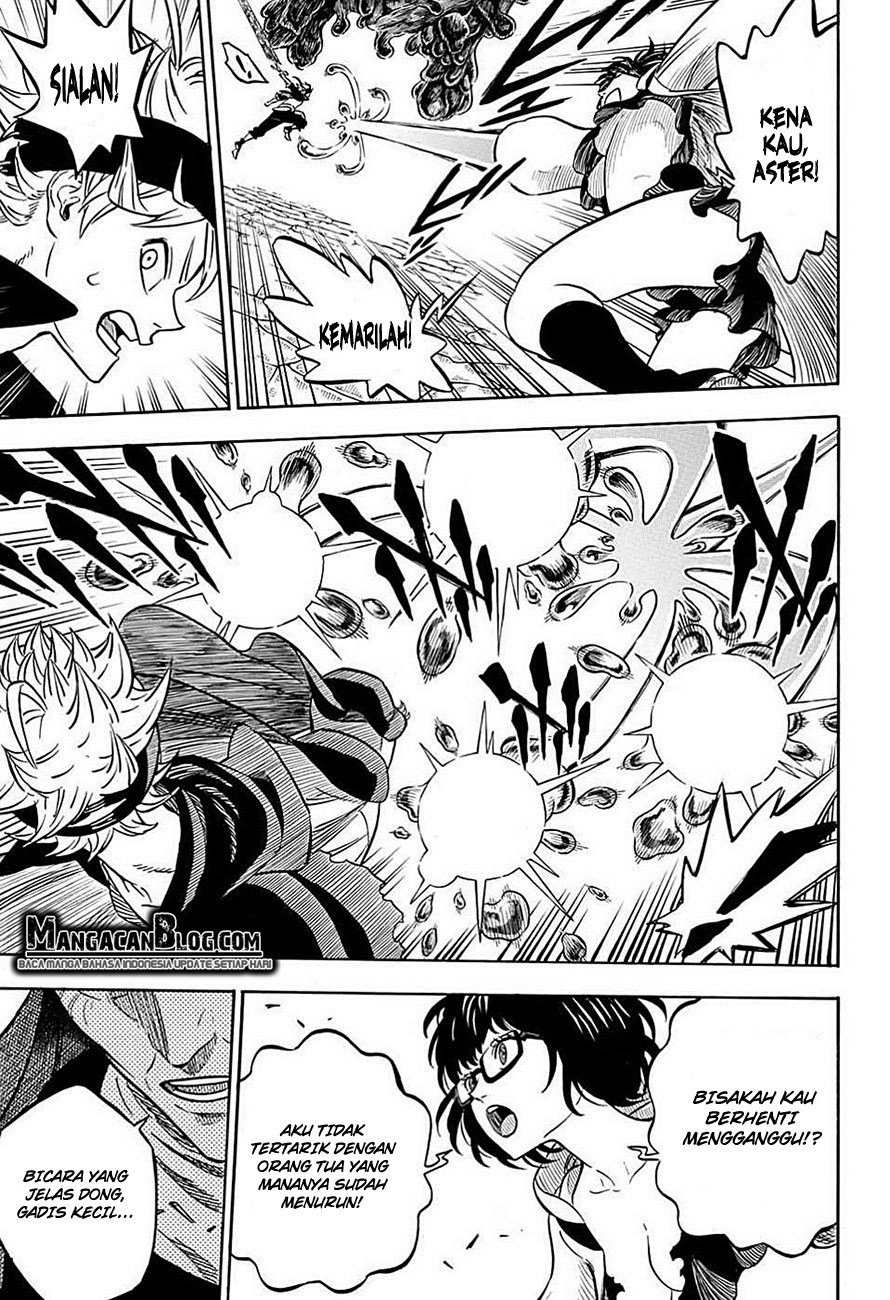 KENA
KAU,
ASTER!
KEMARILAH!
SIALAN!
MANGACANBLOG.COM
BACA MANGA BAHASA INDONESIA UPDATE SETIAP HARI
BISAKAH KAU
BERHENTI
MENGGANGGU!?
AKU TIDAK
TERTARIK DENGAN
ORANG TUA YANG
MANANYA SUDAH
MENURUN!
BICARA YANG
JELAS DONG,
GADIS KECIL...